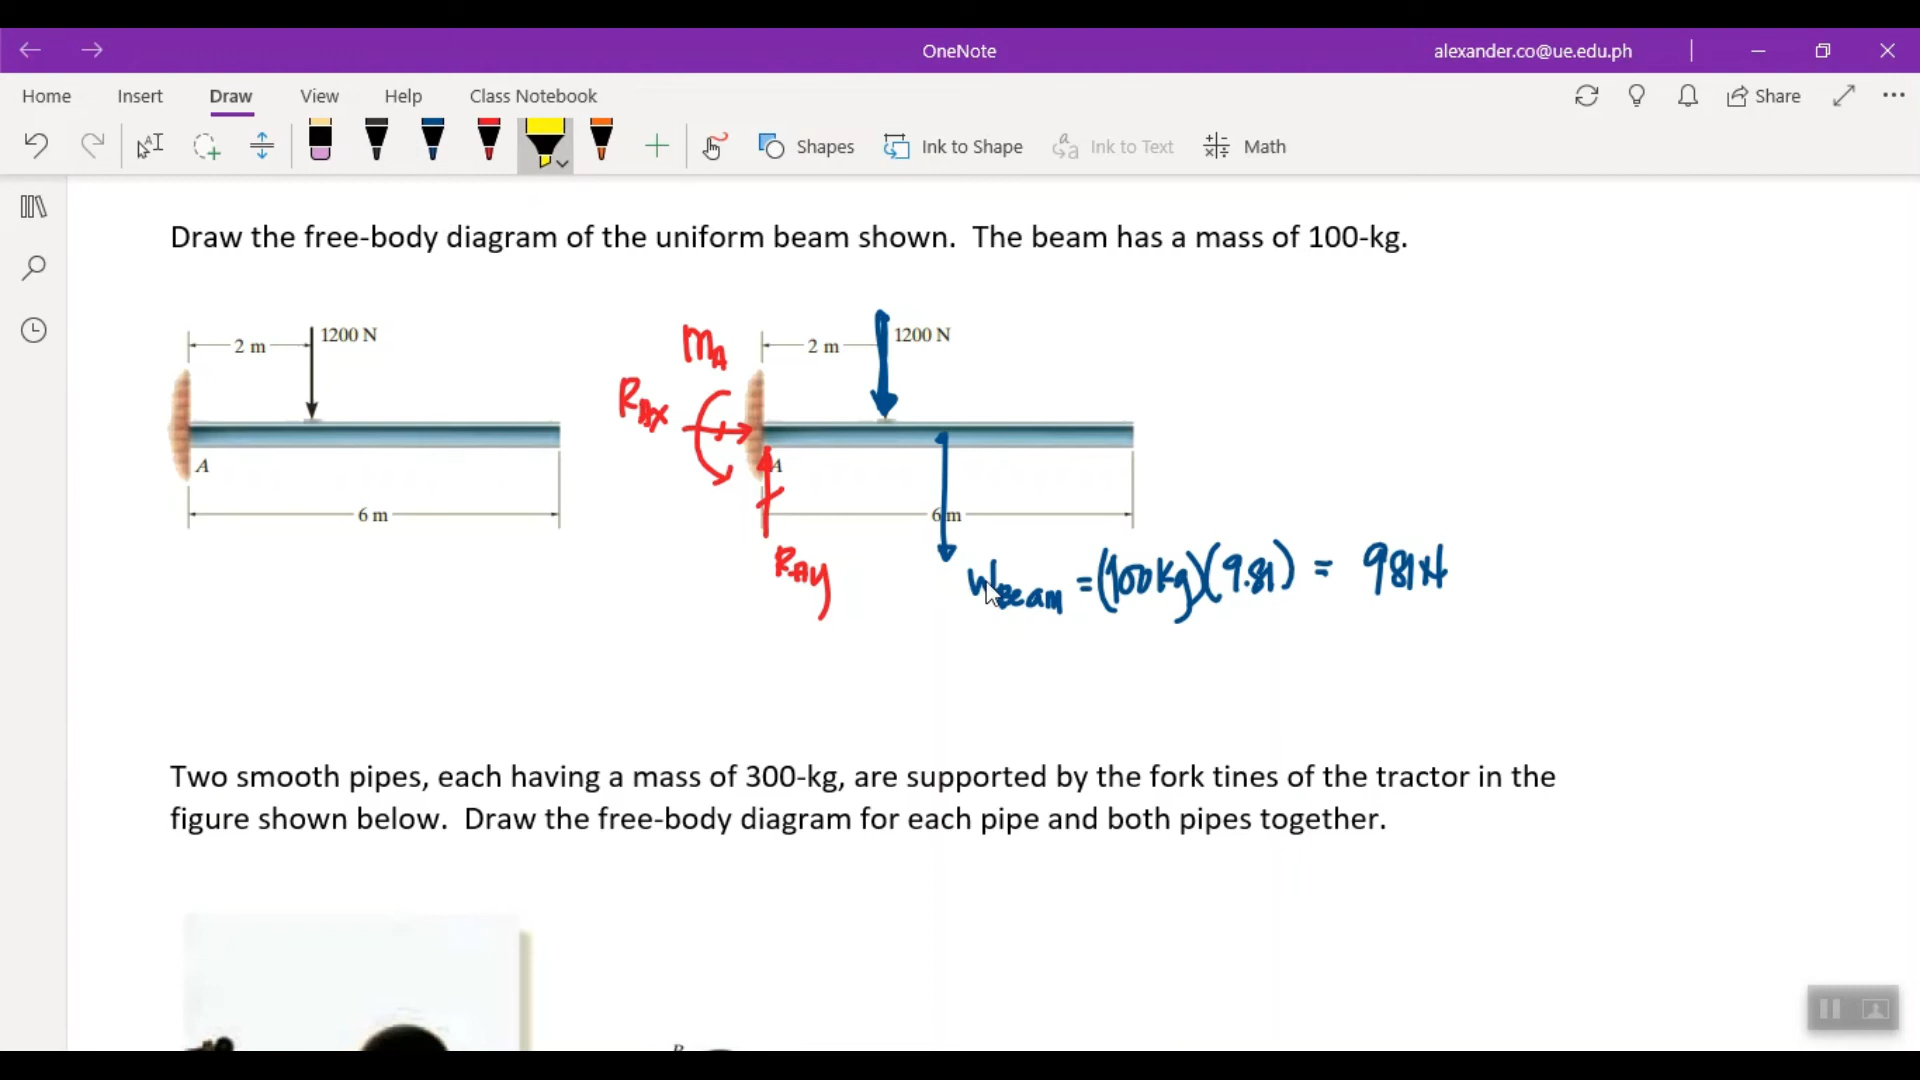 OneNote
alexander.co@ue.edu.ph
Home Insert Draw View Help Class Notebook Share
Shapes Ink to Shape Ink to Text Math
Draw the free-body diagram of the uniform beam shown. The beam has a mass of 100-kg.
2 m 1200 N
A
6 m
MA
2 m 1200 N
RAx
A
6 m
RAy
WBeam = (100kg)(9.81) = 981N
Two smooth pipes, each having a mass of 300-kg, are supported by the fork tines of the tractor in the
figure shown below. Draw the free-body diagram for each pipe and both pipes together.